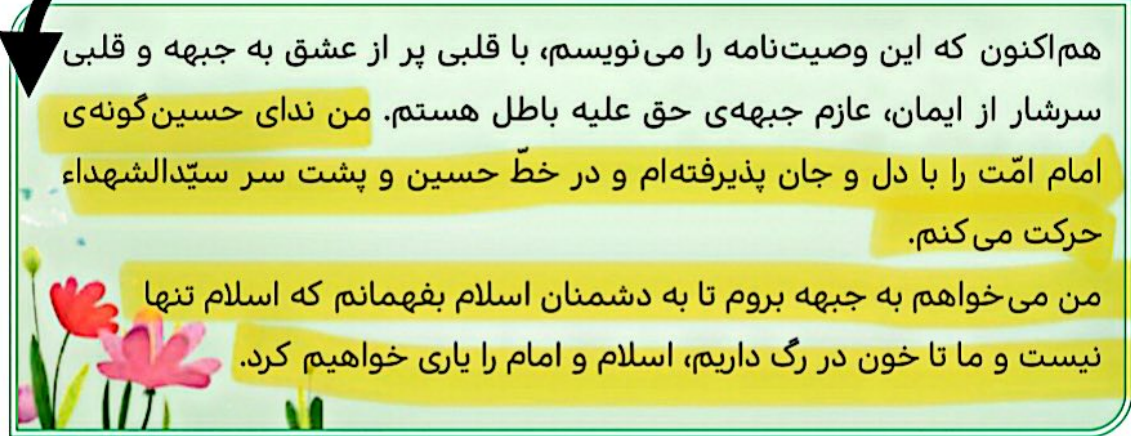 هم‌اکنون که این وصیت‌نامه را می‌نویسم، با قلبی پر از عشق به جبهه و قلبی
سرشار از ایمان، عازم جبهه‌ی حق علیه باطل هستم. من ندای حسین‌گونه‌ی
امام امّت را با دل و جان پذیرفته‌ام و در خطّ حسین و پشت سر سیّدالشهداء
حرکت می‌کنم.
من می‌خواهم به جبهه بروم تا به دشمنان اسلام بفهمانم که اسلام تنها
نیست و ما تا خون در رگ داریم، اسلام و امام را یاری خواهیم کرد.